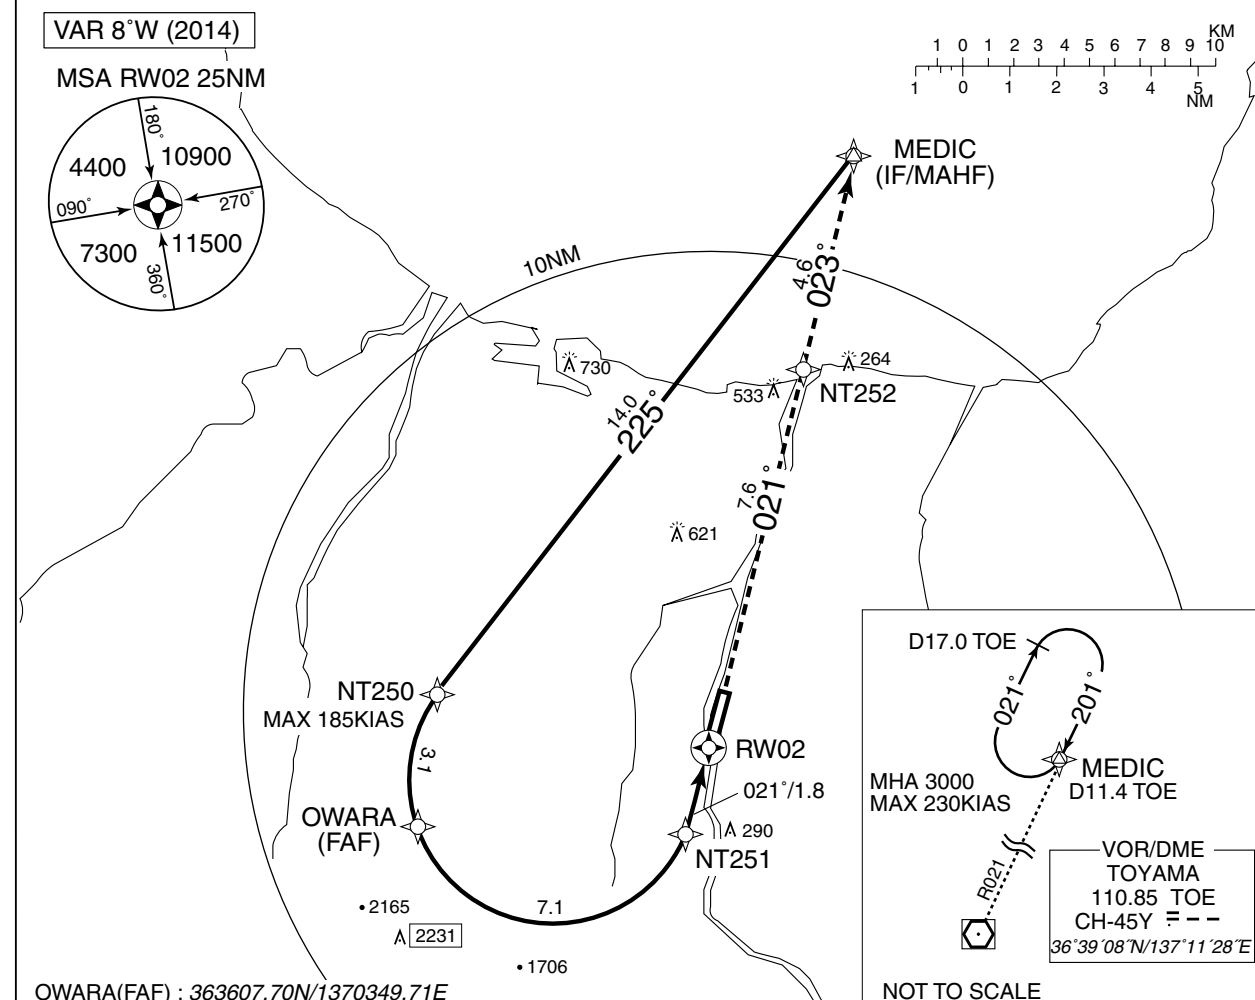 VAR 8°W (2014)
MSA RW02 25NM
180°
4400
10900
090°
270°
7300
11500
360°
KM
1 0 1 2 3 4 5 6 7 8 9 10
1 0 1 2 3 4 5
NM
MEDIC
(IF/MAHF)
10NM
4.6
023°
730
264
533
NT252
14.0
225°
7.6
021°
621
NT250
MAX 185KIAS
3.1
RW02
021°/1.8
OWARA
(FAF)
290
NT251
7.1
2165
2231
1706
OWARA(FAF) : 363607.70N/1370349.71E
D17.0 TOE
021°
201°
MEDIC
D11.4 TOE
MHA 3000
MAX 230KIAS
R021
VOR/DME
TOYAMA
110.85 TOE
CH-45Y
36°39´08˝N/137°11´28˝E
NOT TO SCALE